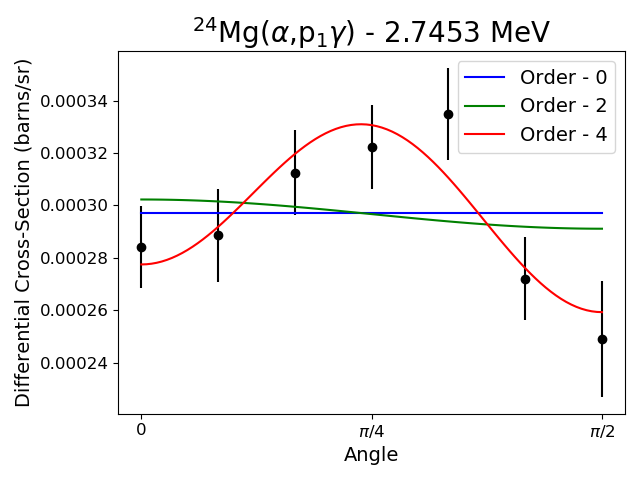 ²⁴Mg(α,p₁γ) - 2.7453 MeV
Order - 0
Order - 2
Order - 4
Differential Cross-Section (barns/sr)
0.00034
0.00032
0.00030
0.00028
0.00026
0.00024
0 π/4 π/2
Angle